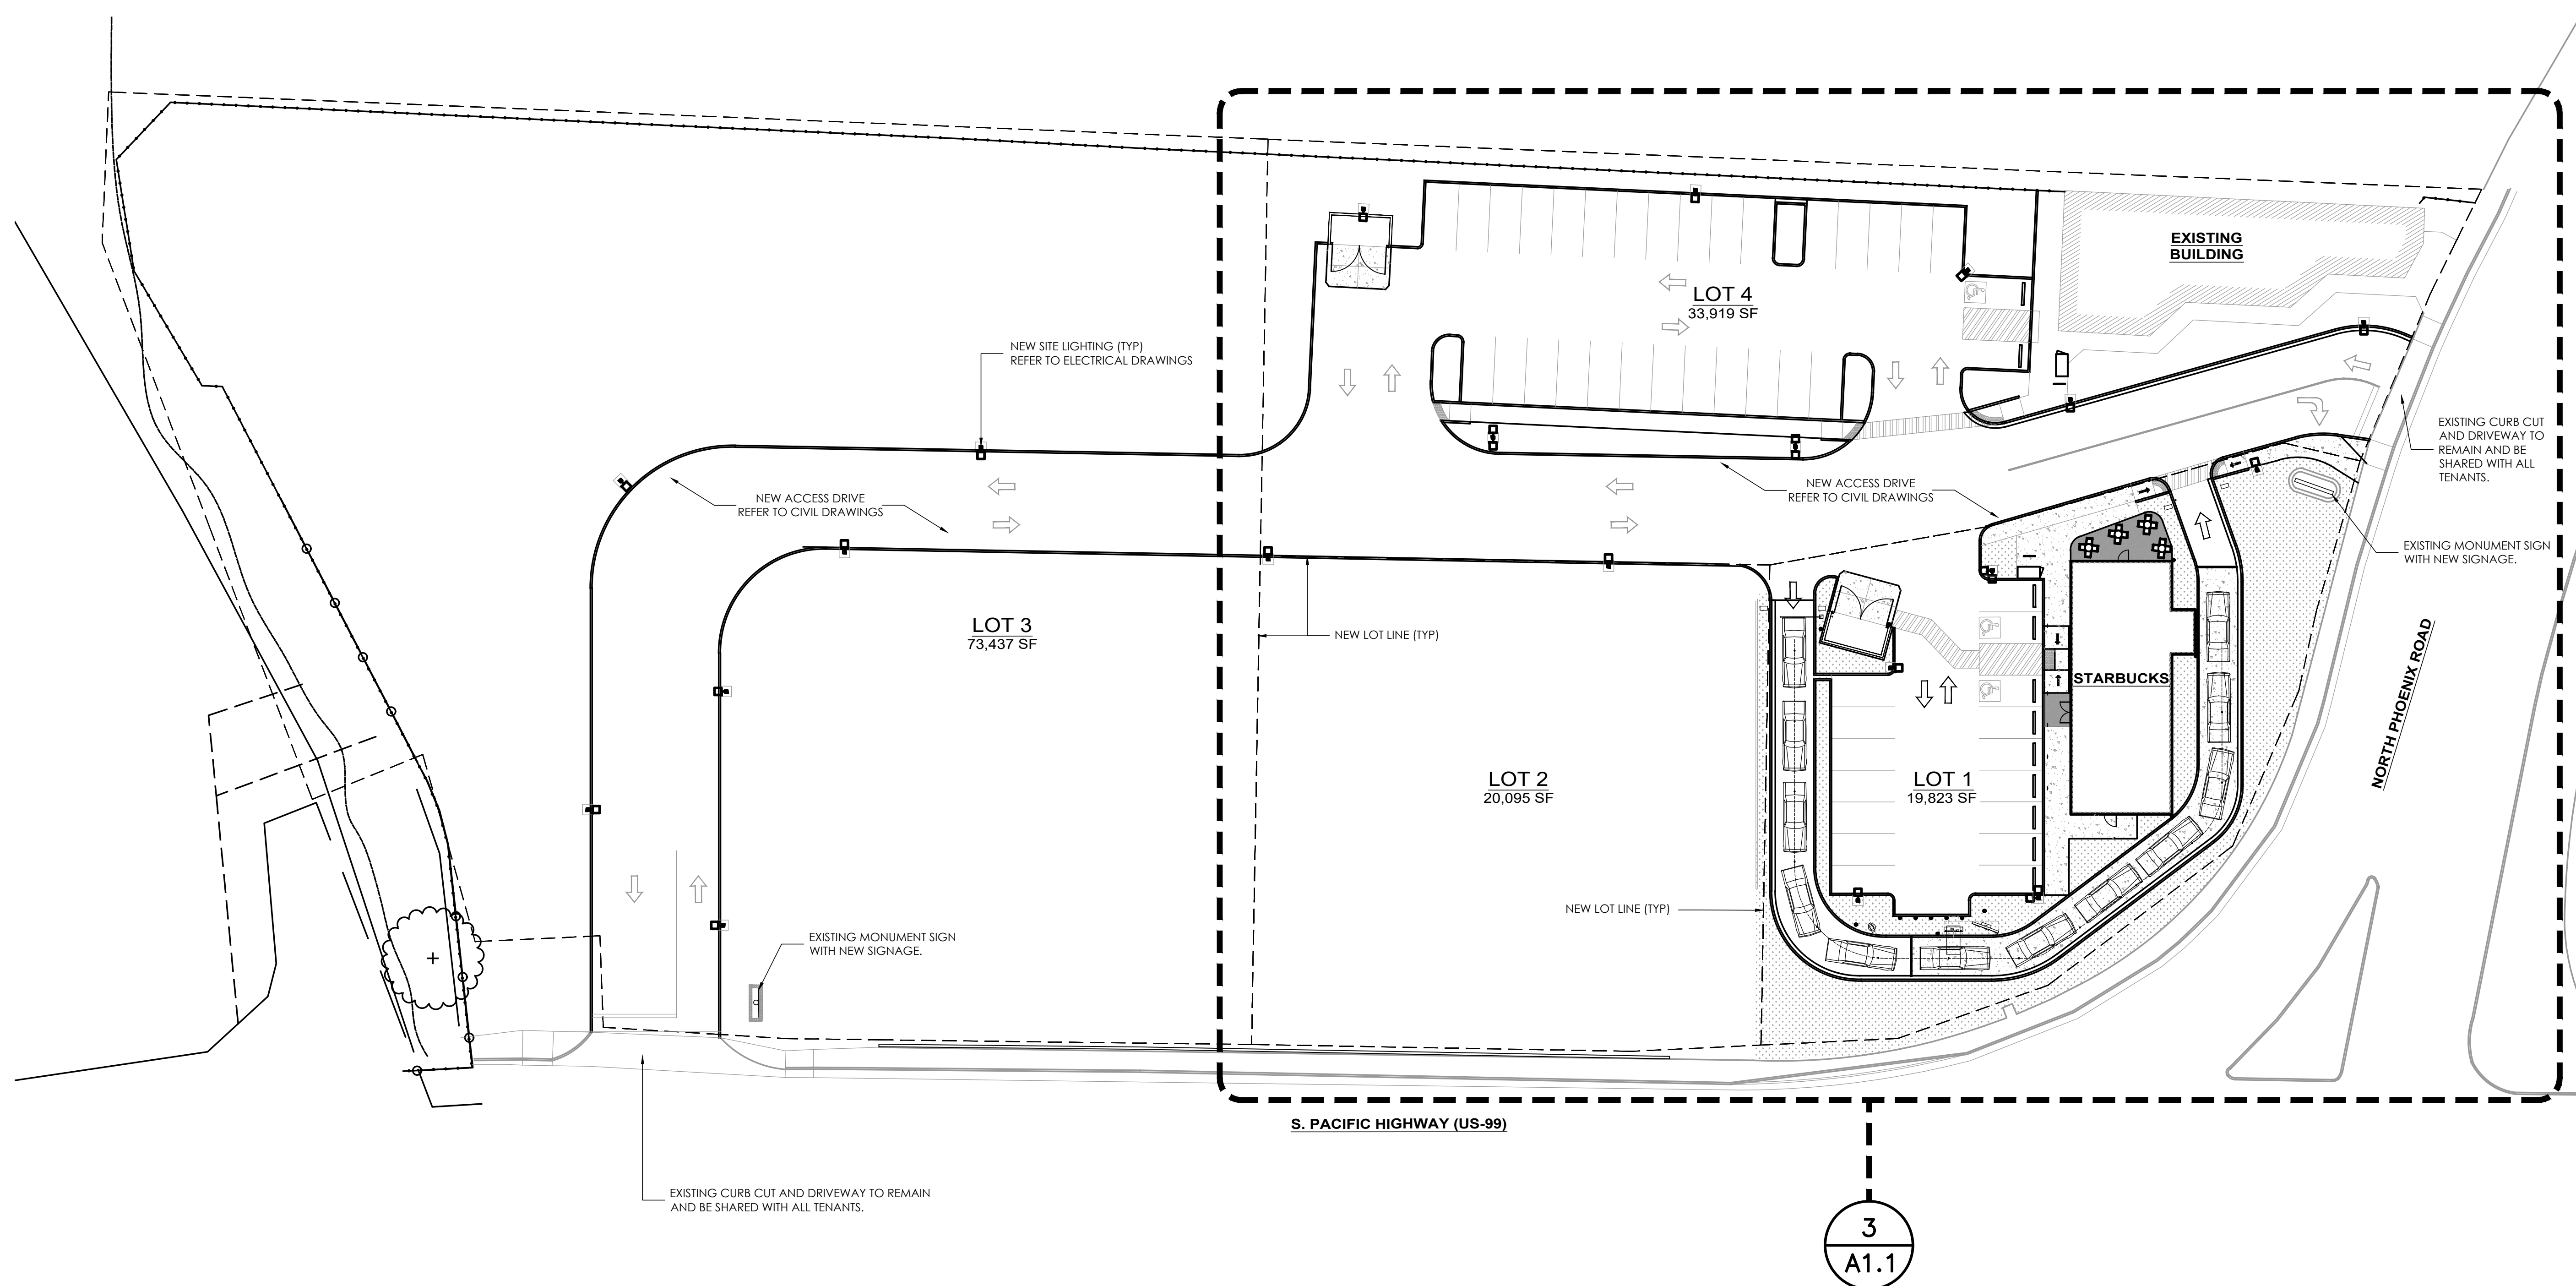 EXISTING
BUILDING
LOT 4
33,919 SF
NEW SITE LIGHTING (TYP)
REFER TO ELECTRICAL DRAWINGS
EXISTING CURB CUT
AND DRIVEWAY TO
REMAIN AND BE
SHARED WITH ALL
TENANTS.
NEW ACCESS DRIVE
REFER TO CIVIL DRAWINGS
NEW ACCESS DRIVE
REFER TO CIVIL DRAWINGS
EXISTING MONUMENT SIGN
WITH NEW SIGNAGE.
LOT 3
73,437 SF
NEW LOT LINE (TYP)
STARBUCKS
NORTH PHOENIX ROAD
LOT 2
20,095 SF
LOT 1
19,823 SF
NEW LOT LINE (TYP)
EXISTING MONUMENT SIGN
WITH NEW SIGNAGE.
S. PACIFIC HIGHWAY (US-99)
EXISTING CURB CUT AND DRIVEWAY TO REMAIN
AND BE SHARED WITH ALL TENANTS.
3
A1.1